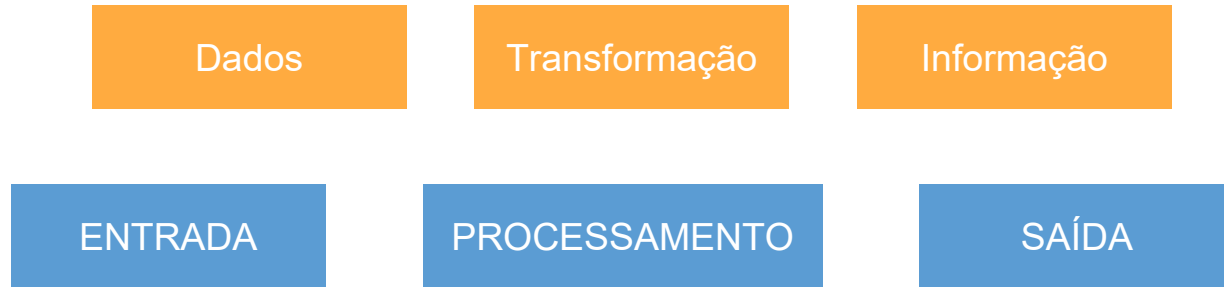 Dados
Transformação
Informação
ENTRADA
PROCESSAMENTO
SAÍDA